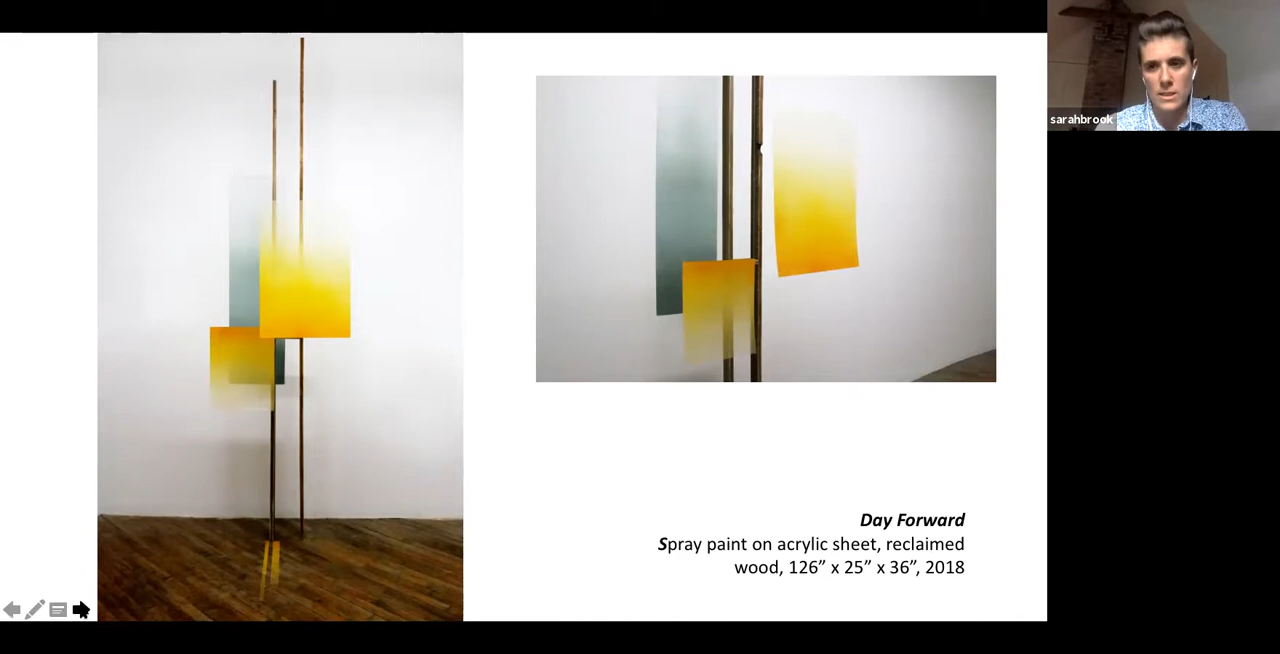 sarahbrook
Day Forward
Spray paint on acrylic sheet, reclaimed
wood, 126” x 25” x 36”, 2018